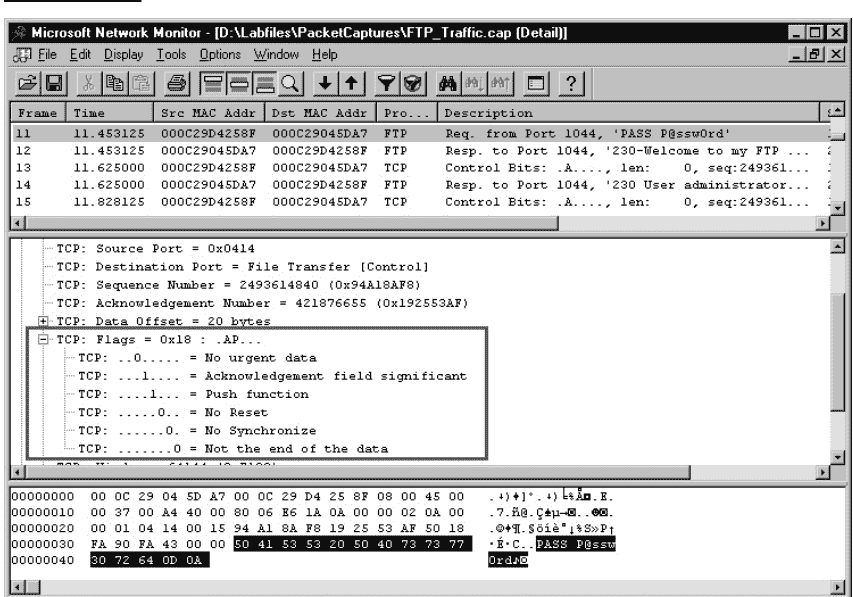 Microsoft Network Monitor - [D:\Labfiles\PacketCaptures\FTP_Traffic.cap (Detail)]
File Edit Display Tools Options Window Help
Frame Time Src MAC Addr Dst MAC Addr Pro... Description
11 11.453125 000C29D4258F 000C29045DA7 FTP Req. from Port 1044, 'PASS P@ssw0rd'
12 11.453125 000C29045DA7 000C29D4258F FTP Resp. to Port 1044, '230-Welcome to my FTP ...
13 11.625000 000C29D4258F 000C29045DA7 TCP Control Bits: .A...., len: 0, seq:249361...
14 11.625000 000C29045DA7 000C29D4258F FTP Resp. to Port 1044, '230 User administrator...
15 11.828125 000C29D4258F 000C29045DA7 TCP Control Bits: .A...., len: 0, seq:249361...
TCP: Source Port = 0x0414
TCP: Destination Port = File Transfer [Control]
TCP: Sequence Number = 2493614840 (0x94A18AF8)
TCP: Acknowledgement Number = 421876655 (0x192553AF)
TCP: Data Offset = 20 bytes
TCP: Flags = 0x18 : .AP...
TCP: ..0..... = No urgent data
TCP: ...1.... = Acknowledgement field significant
TCP: ....1... = Push function
TCP: .....0.. = No Reset
TCP: ......0. = No Synchronize
TCP: .......0 = Not the end of the data
00000000 00 0C 29 04 5D A7 00 0C 29 D4 25 8F 08 00 45 00
00000010 00 37 00 A4 40 00 80 06 E6 1A 0A 00 00 02 0A 00
00000020 00 01 04 14 00 15 94 A1 8A F8 19 25 53 AF 50 18
00000030 FA 90 FA 43 00 00 50 41 53 53 20 50 40 73 73 77 PASS P@ssw
00000040 30 72 64 0D 0A 0rd♪◙